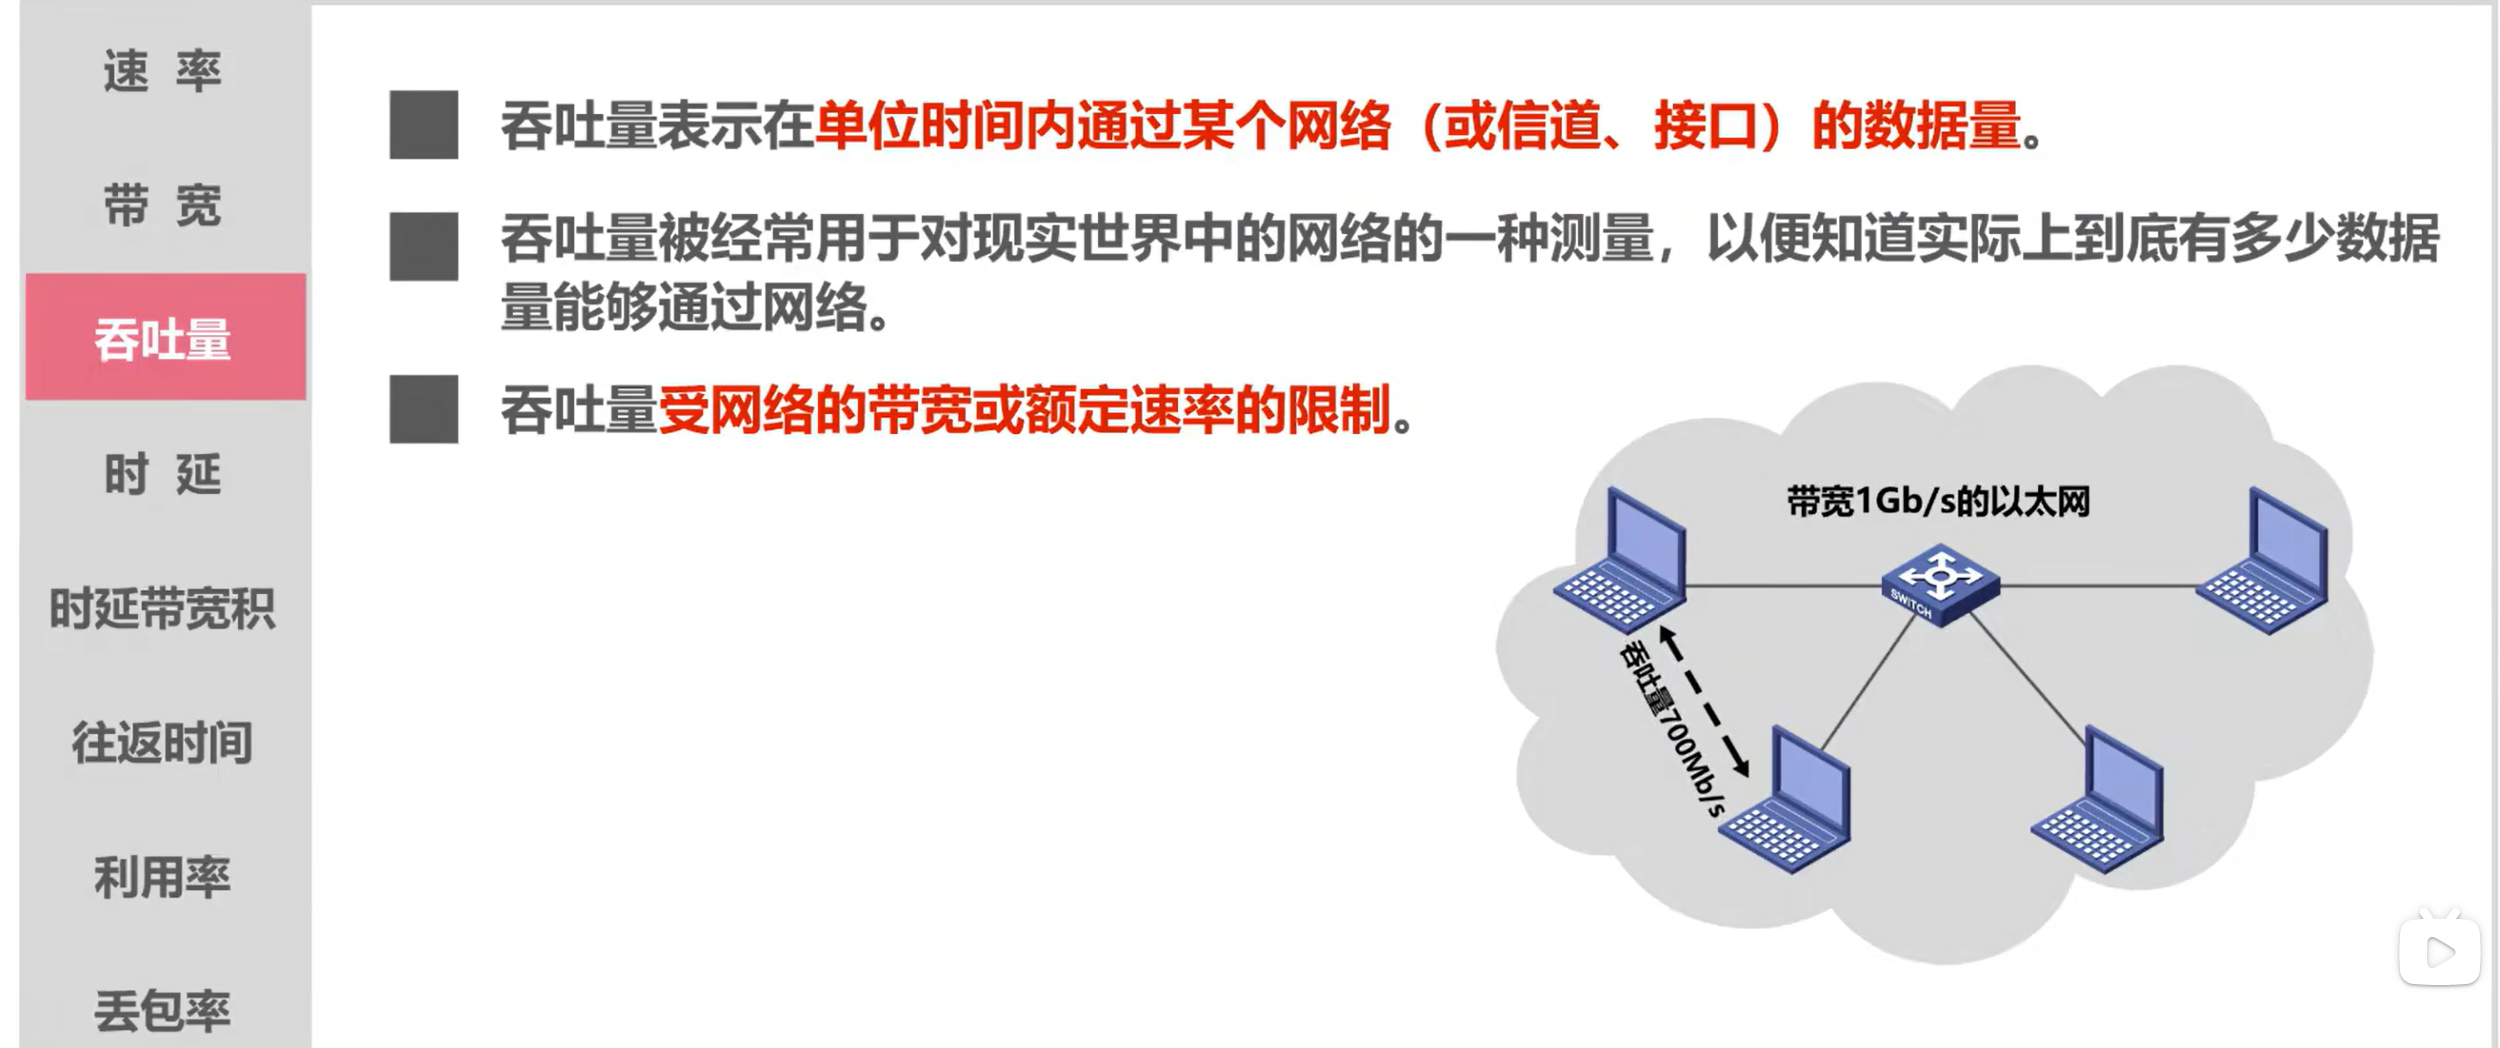 速 率
带 宽
吞吐量
时 延
时延带宽积
往返时间
利用率
丢包率
吞吐量表示在单位时间内通过某个网络（或信道、接口）的数据量。
吞吐量被经常用于对现实世界中的网络的一种测量，以便知道实际上到底有多少数据
量能够通过网络。
吞吐量受网络的带宽或额定速率的限制。
带宽1Gb/s的以太网
SWITCH
吞吐量700Mb/s